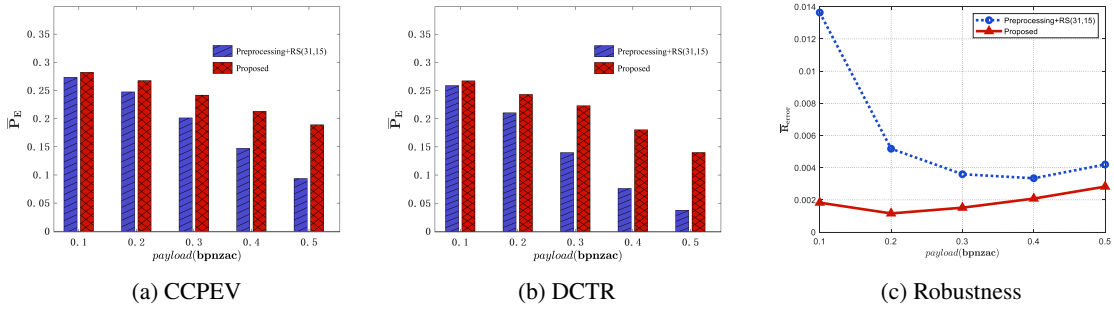 0.35
0.3
0.25
0.2
0.15
0.1
0.05
0
P̅_E
Preprocessing+RS(31,15)
Proposed
0.1 0.2 0.3 0.4 0.5
payload(bpnzac)
(a) CCPEV
0.35
0.3
0.25
0.2
0.15
0.1
0.05
0
P̅_E
Preprocessing+RS(31,15)
Proposed
0.1 0.2 0.3 0.4 0.5
payload(bpnzac)
(b) DCTR
0.014
0.012
0.01
0.008
0.006
0.004
0.002
0
R̅_error
Preprocessing+RS(31,15)
Proposed
0.1 0.2 0.3 0.4 0.5
payload(bpnzac)
(c) Robustness